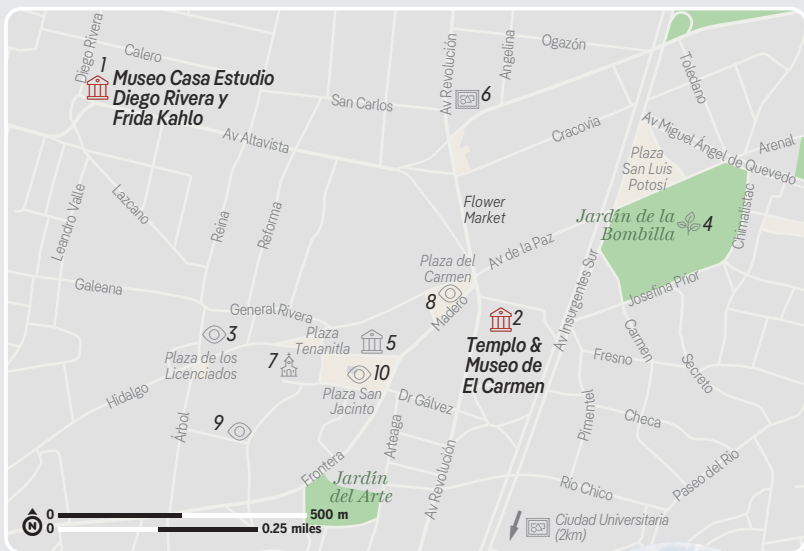 Diego Rivera
Calero
1
Museo Casa Estudio
Diego Rivera y
Frida Kahlo
San Carlos
Av Altavista
Av Revolución
Angelina
Ogazón
6
Toledano
Cracovia
Av Miguel Ángel de Quevedo
Arenal
Plaza
San Luis
Potosí
Leandro Valle
Lazcano
Reina
Reforma
Flower
Market
Jardín de la
Bombilla
4
Chimalistac
Galeana
General Rivera
Plaza del
Carmen
8
Madero
Av de la Paz
Av Insurgentes Sur
Josefina Prior
3
Plaza de los
Licenciados
7
Plaza
Tenanitla
5
10
Plaza San
Jacinto
2
Templo &
Museo de
El Carmen
Carmen
Fresno
Secreto
Hidalgo
Árbol
9
Dr Gálvez
Arteaga
Av Revolución
Pimentel
Checa
Frontera
Jardín
del Arte
Río Chico
Paseo del Rio
N
0 500 m
0 0.25 miles
Ciudad Universitaria
(2km)